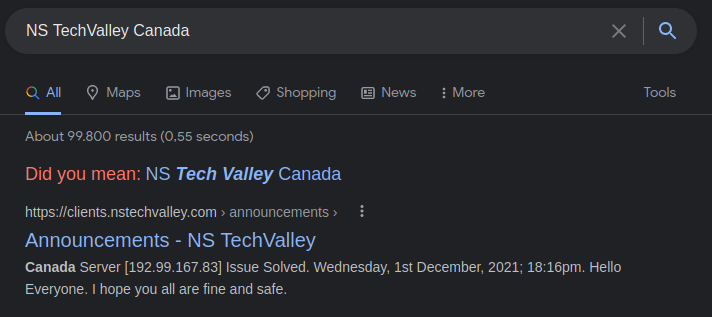 NS TechValley Canada
All Maps Images Shopping News More Tools
About 99.800 results (0,55 seconds)
Did you mean: NS Tech Valley Canada
https://clients.nstechvalley.com › announcements ›
Announcements - NS TechValley
Canada Server [192.99.167.83] Issue Solved. Wednesday, 1st December, 2021; 18:16pm. Hello
Everyone. I hope you all are fine and safe.